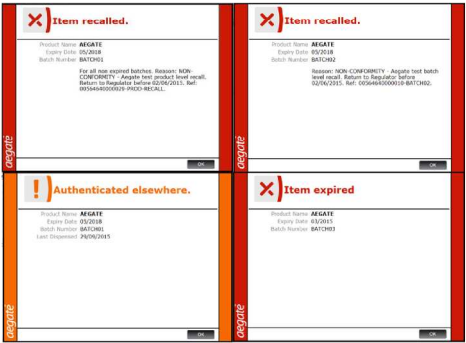 Item recalled.
Product Name AEGATE
Expiry Date 05/2018
Batch Number BATCH01
For all non expired batches. Reason: NON-
CONFORMITY - Aegate test product level recall.
Return to Regulator before 02/06/2015. Ref:
00564640000028-PROD-RECALL.
aegate
OK
Item recalled.
Product Name AEGATE
Expiry Date 05/2018
Batch Number BATCH02
Reason: NON-CONFORMITY - Aegate test batch
level recall. Return to Regulator before
02/06/2015. Ref: 00564640000010-BATCH02.
aegate
OK
Authenticated elsewhere.
Product Name AEGATE
Expiry Date 05/2018
Batch Number BATCH01
Last Dispensed 29/09/2015
aegate
OK
Item expired
Product Name AEGATE
Expiry Date 03/2015
Batch Number BATCH03
aegate
OK